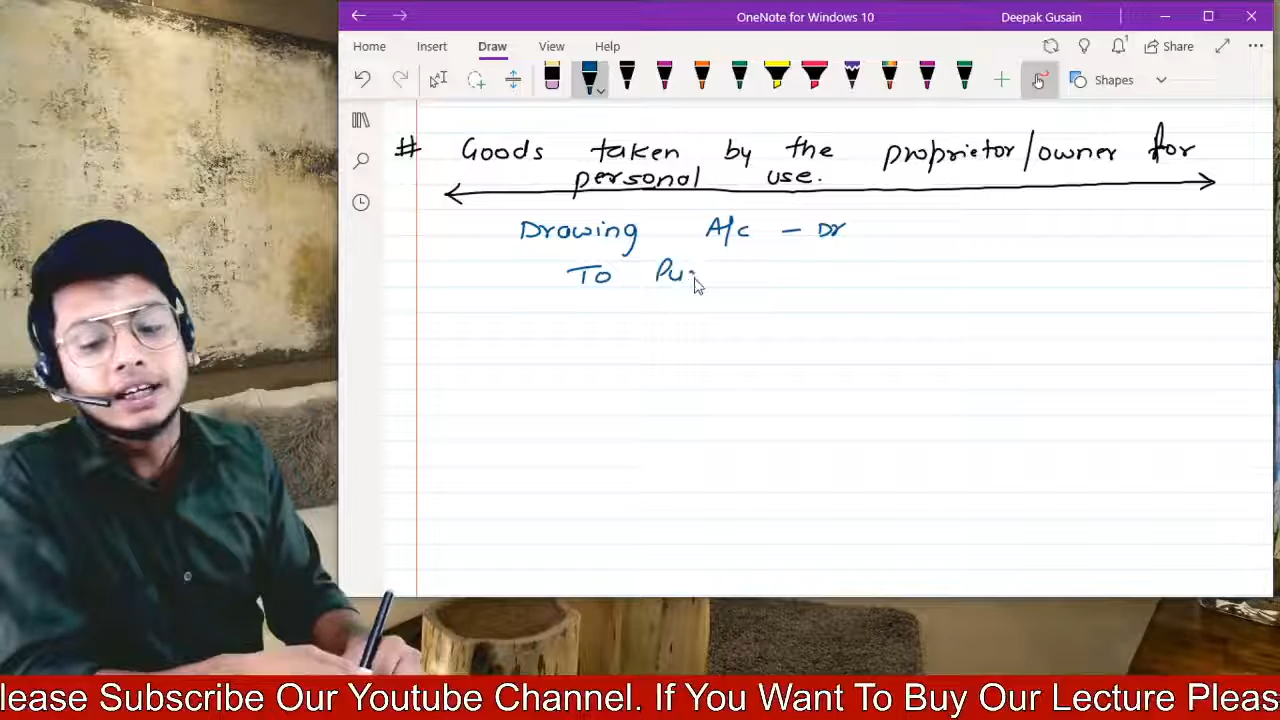 OneNote for Windows 10
Deepak Gusain
Home Insert Draw View Help
Share
Shapes
# Goods taken by the proprietor/owner for
personal use.
Drawing A/c - Dr
To Pu
lease Subscribe Our Youtube Channel. If You Want To Buy Our Lecture Pleas